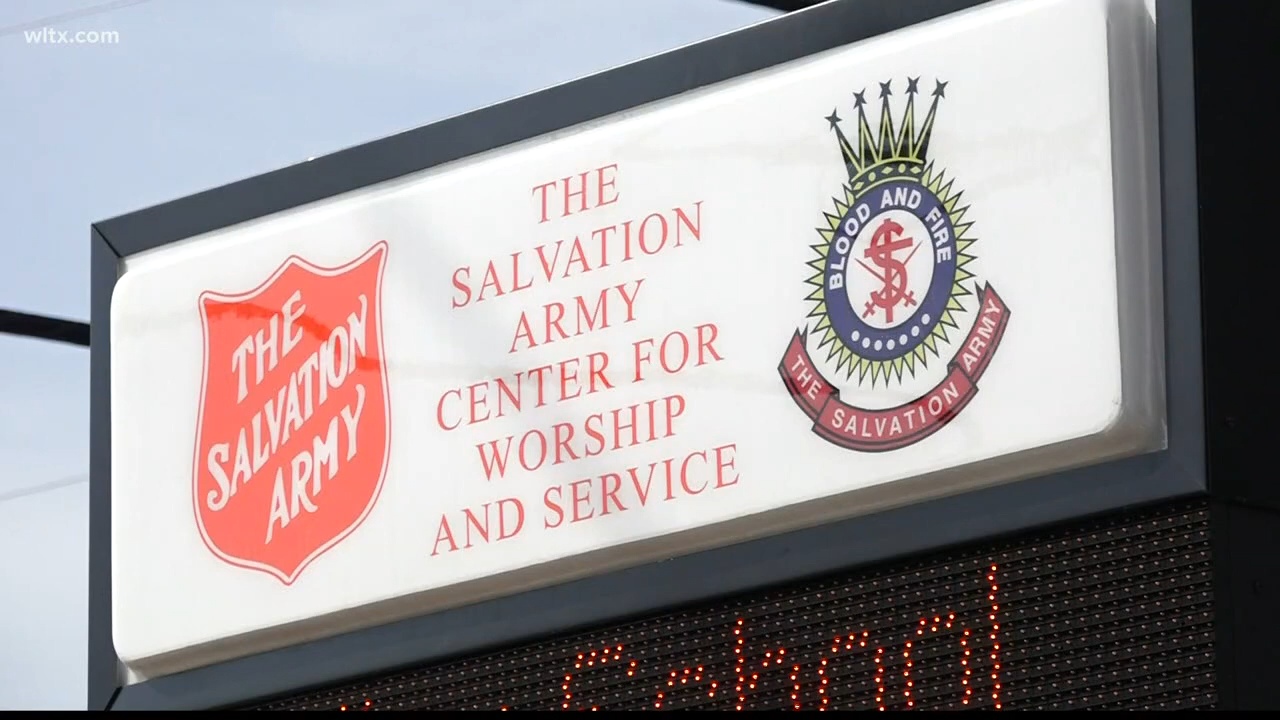 wltx.com
THE
SALVATION
ARMY
THE
SALVATION
ARMY
CENTER FOR
WORSHIP
AND SERVICE
BLOOD AND FIRE
S
THE SALVATION ARMY